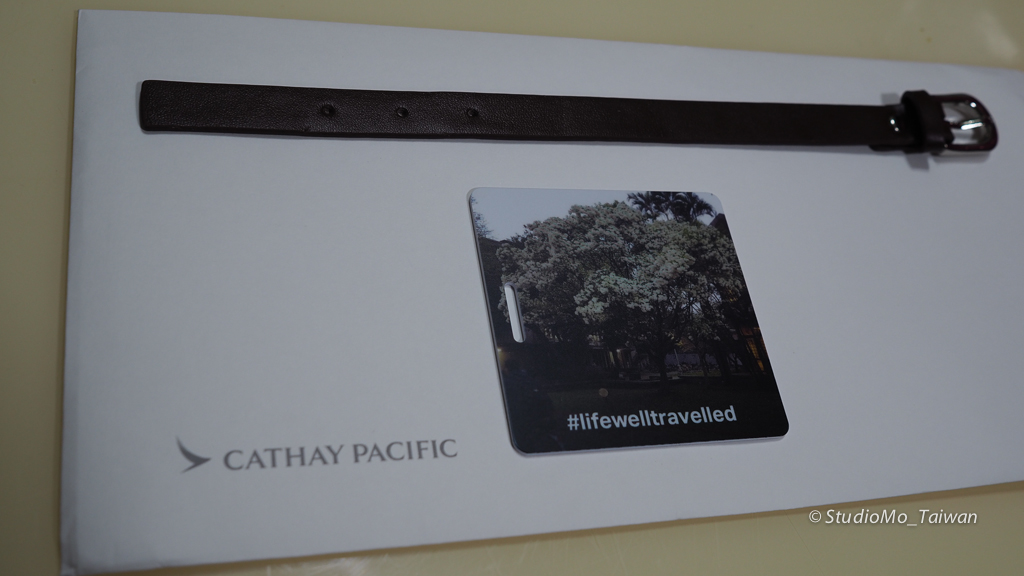 #lifewelltravelled
CATHAY PACIFIC
©StudioMo_Taiwan